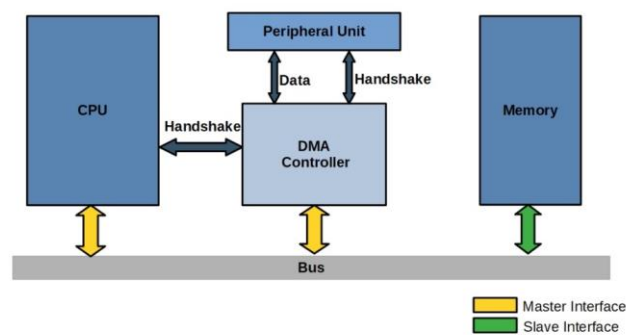 Peripheral Unit
Data
Handshake
CPU
Handshake
DMA
Controller
Memory
Bus
Master Interface
Slave Interface